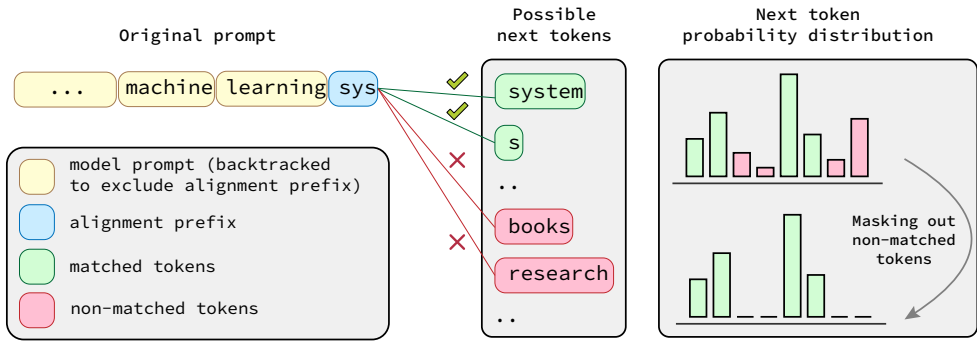 Original prompt
Possible
next tokens
Next token
probability distribution
... machine learning sys
system
s
..
books
research
..
model prompt (backtracked
to exclude alignment prefix)
alignment prefix
matched tokens
non-matched tokens
Masking out
non-matched
tokens